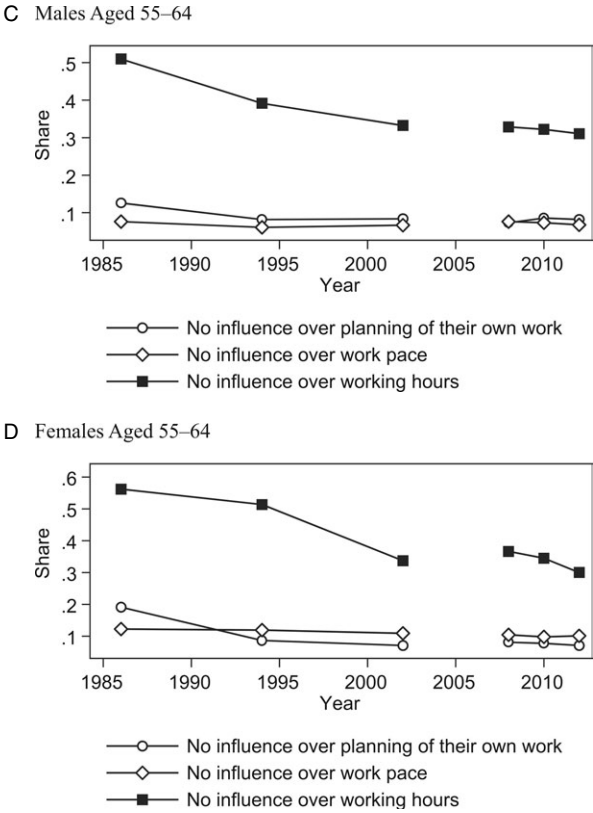 C Males Aged 55–64
.5
.4
.3
.2
.1
Share
1985 1990 1995 2000 2005 2010
Year
No influence over planning of their own work
No influence over work pace
No influence over working hours
D Females Aged 55–64
.6
.5
.4
.3
.2
.1
Share
1985 1990 1995 2000 2005 2010
Year
No influence over planning of their own work
No influence over work pace
No influence over working hours